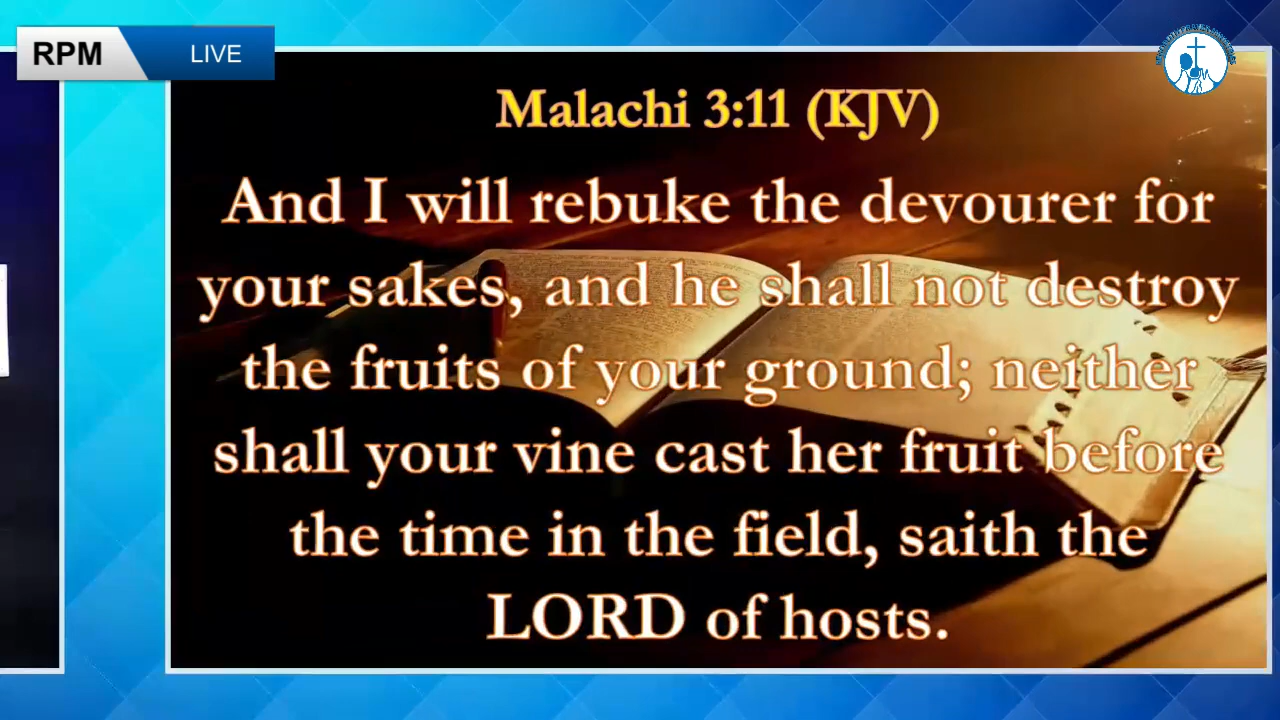 RPM LIVE
Malachi 3:11 (KJV)
And I will rebuke the devourer for
your sakes, and he shall not destroy
the fruits of your ground; neither
shall your vine cast her fruit before
the time in the field, saith the
LORD of hosts.